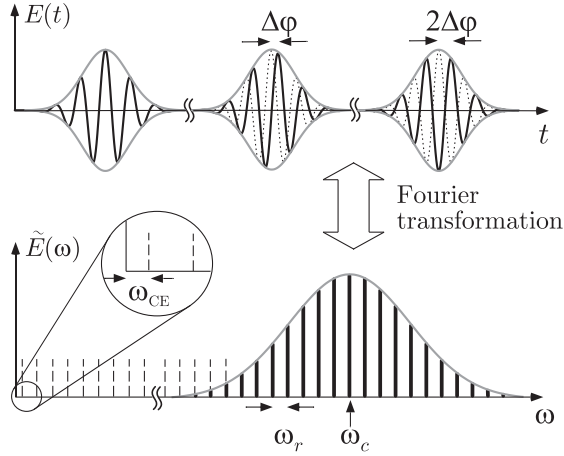 E(t)
Δφ
2Δφ
t
Fourier
transformation
Ẽ(ω)
ω_CE
ω_r
ω_c
ω